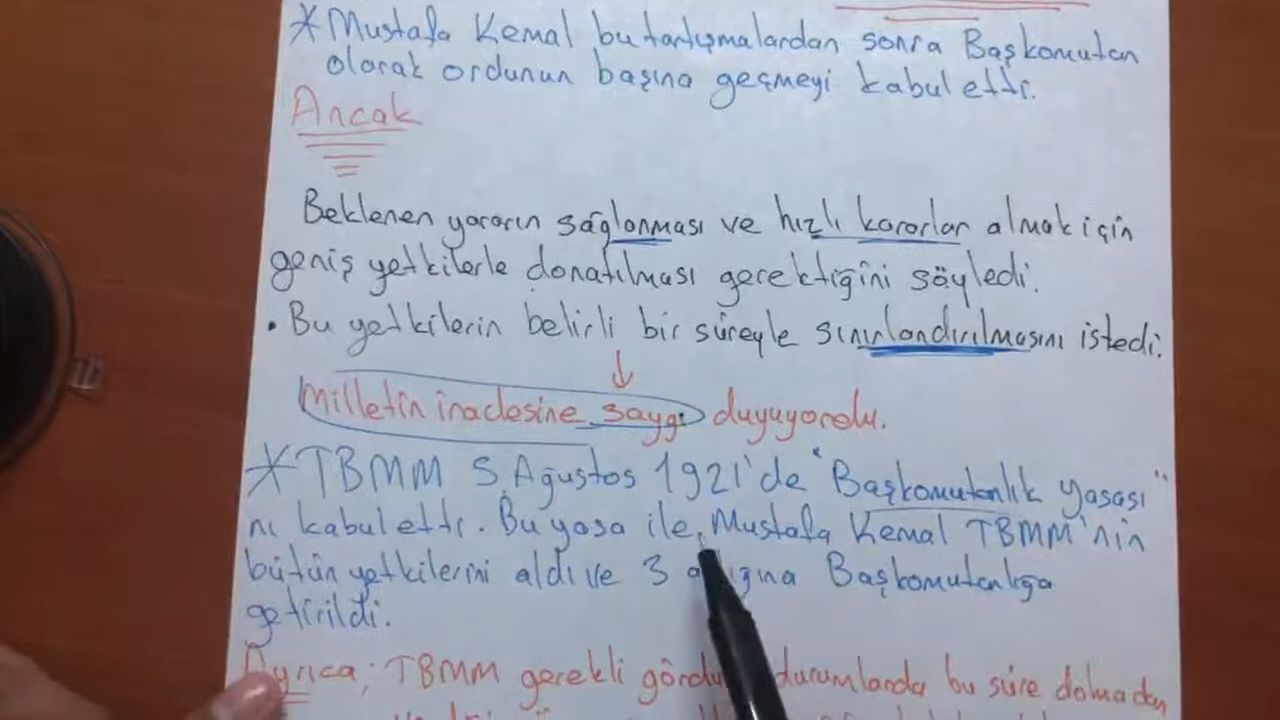 * Mustafa Kemal bu tartışmalardan sonra Başkomutan
olarak ordunun başına geçmeyi kabul etti.
Ancak
Beklenen yararın sağlanması ve hızlı kararlar almak için
geniş yetkilerle donatılması gerektiğini söyledi.
• Bu yetkilerin belirli bir süreyle sınırlandırılmasını istedi.
↓
Milletin iradesine saygı duyuyordu.
* TBMM 5 Ağustos 1921'de "Başkomutanlık yasası"
nı kabul etti. Bu yasa ile, Mustafa Kemal TBMM'nin
bütün yetkilerini aldı ve 3 Başkomutanlığa
getirildi.
Ayrıca; TBMM gerekli durumlarda bu süre dolmadan